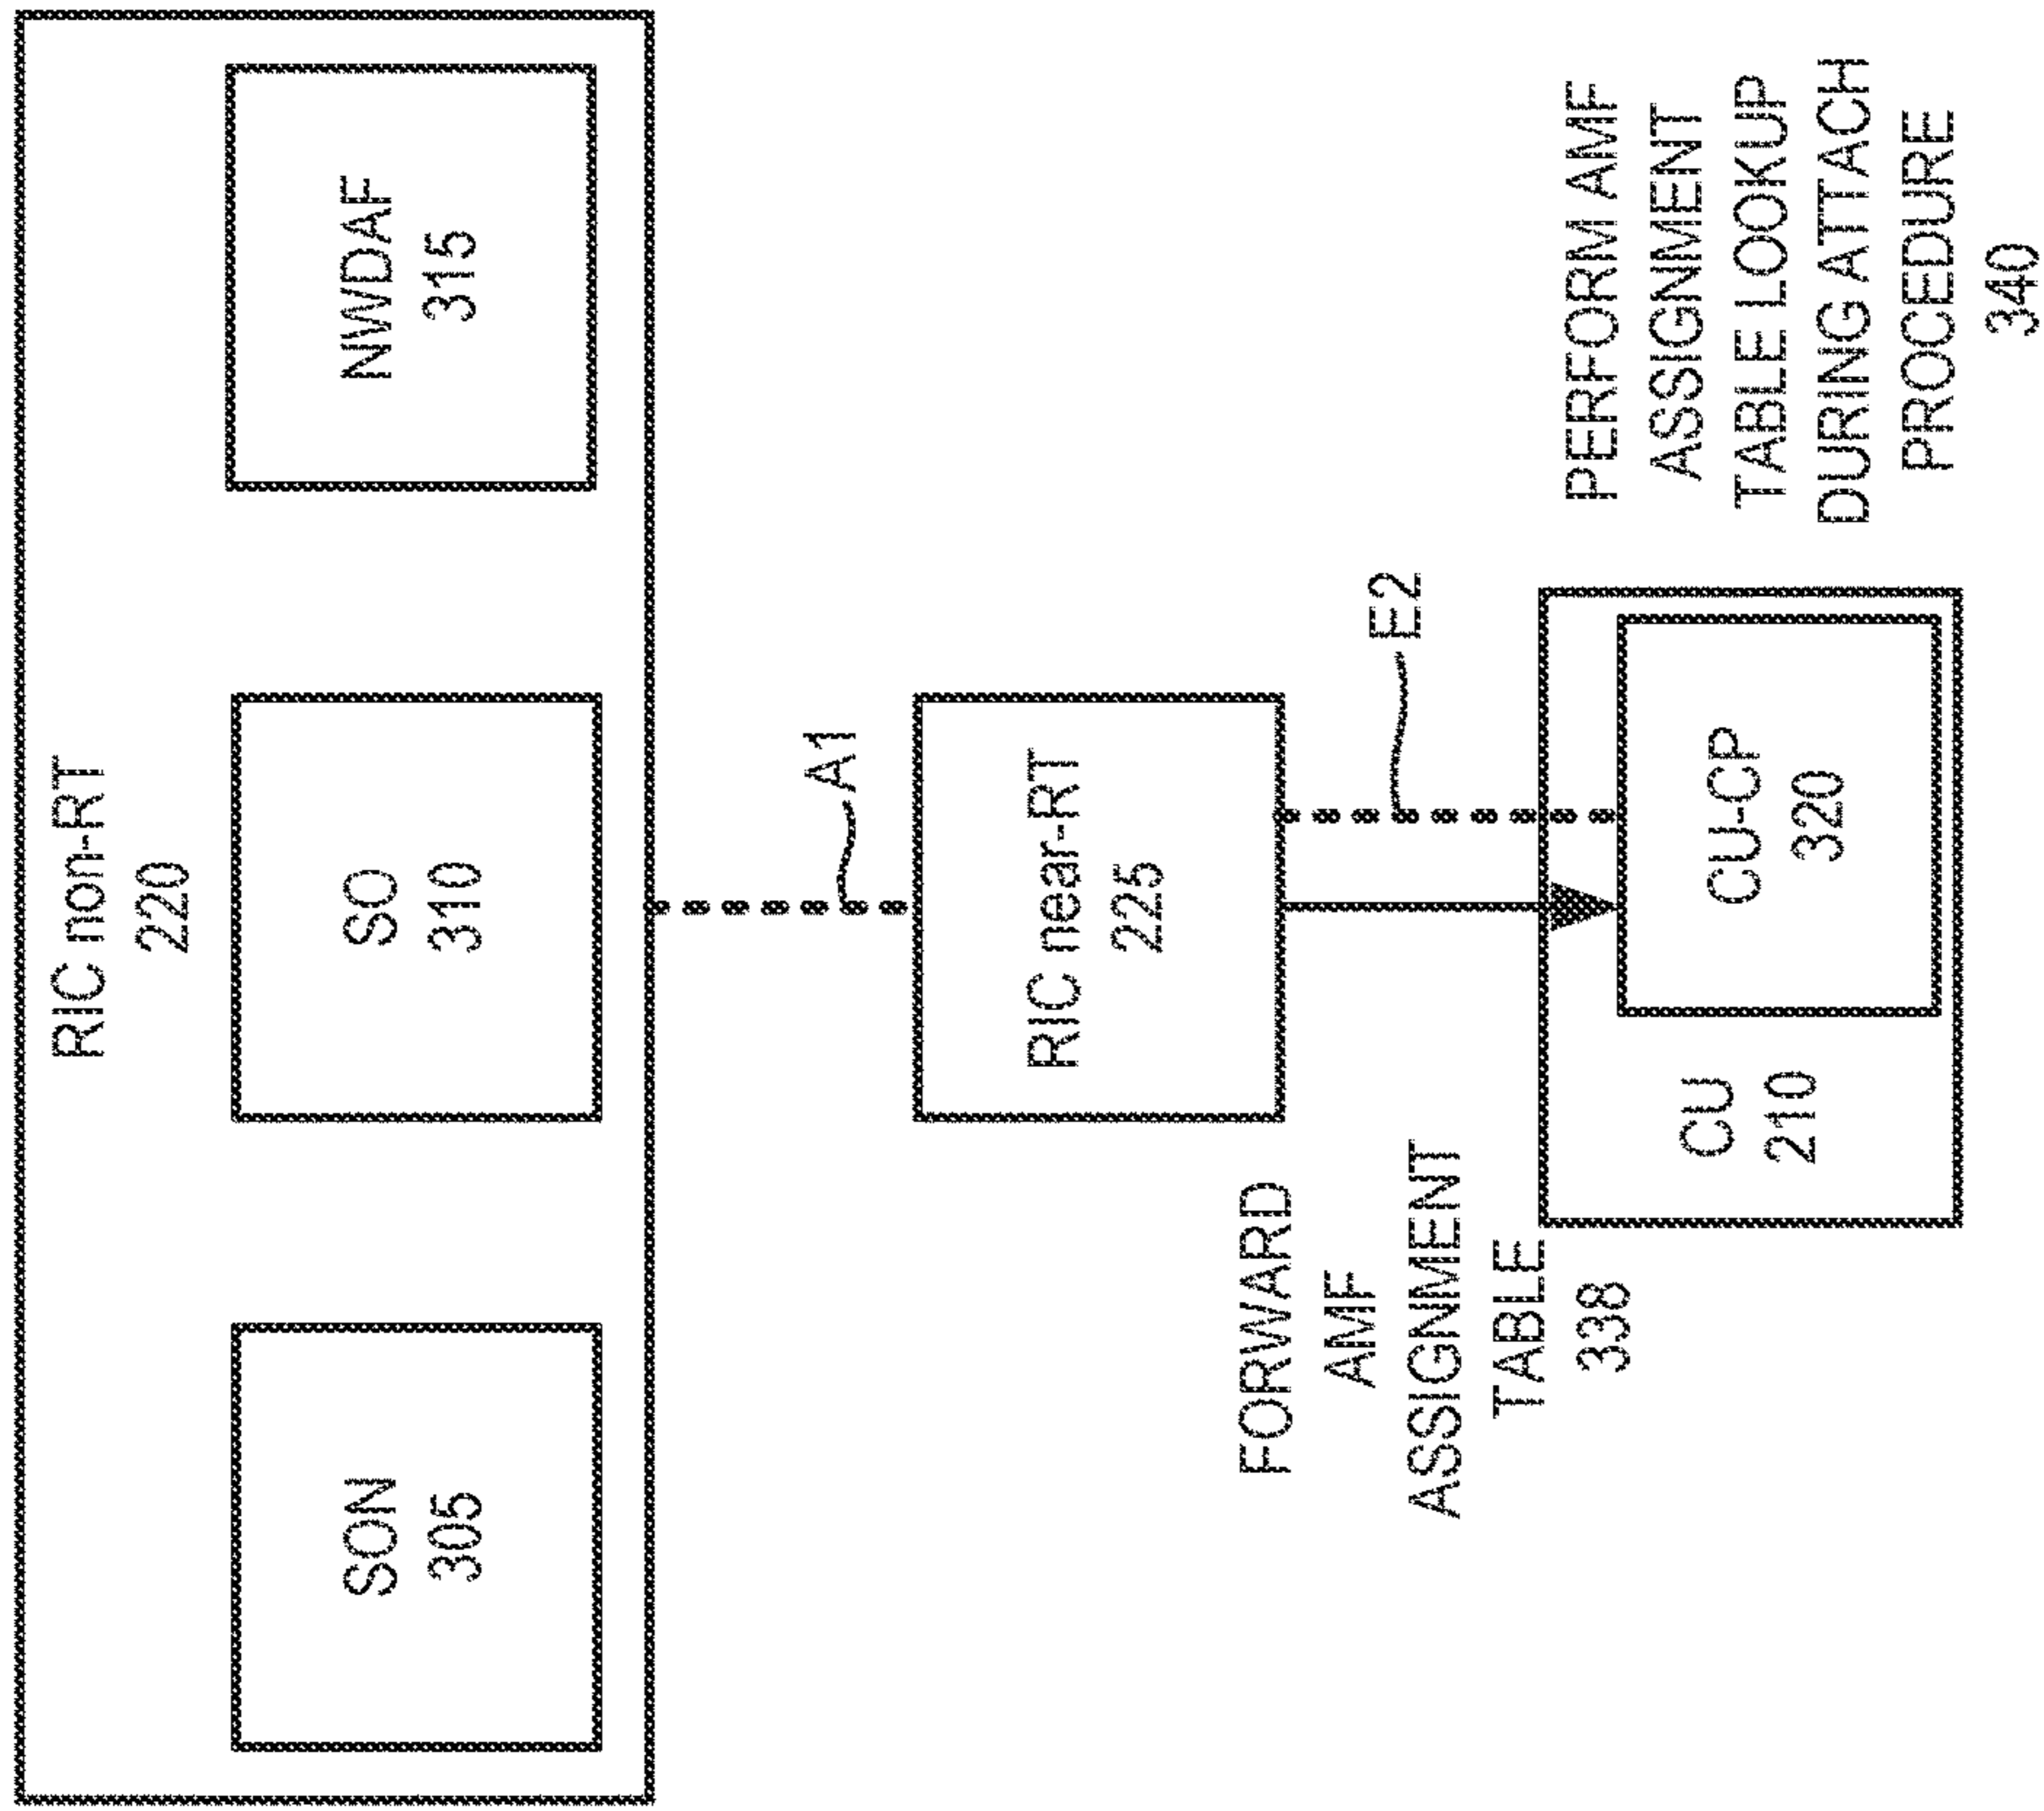 RIC non-RT
220
SON
305
SO
310
NWDAF
315
A1
RIC near-RT
225
E2
FORWARD
AMF
ASSIGNMENT
TABLE
338
CU
210
CU-CP
320
PERFORM AMF
ASSIGNMENT
TABLE LOOKUP
DURING ATTACH
PROCEDURE
340